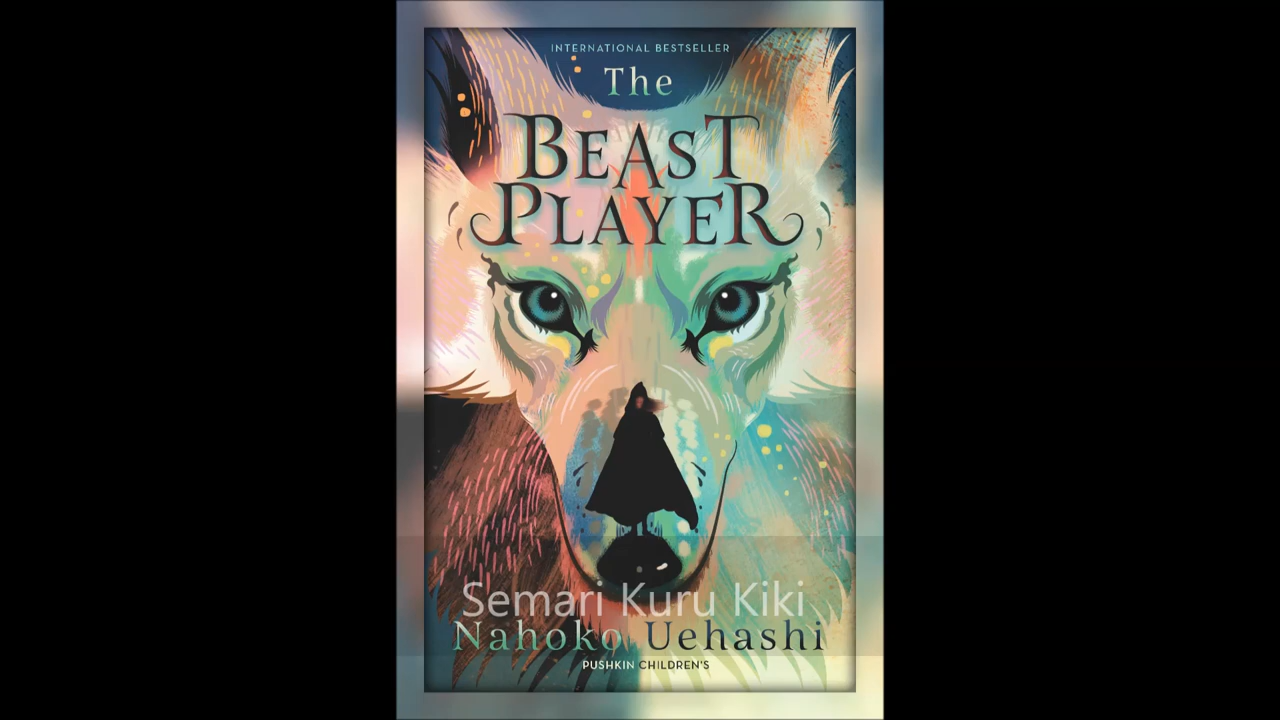 INTERNATIONAL BESTSELLER
The
BEAST
PLAYER
Semari Kuru Kiki
Nahoko Uehashi
PUSHKIN CHILDREN'S